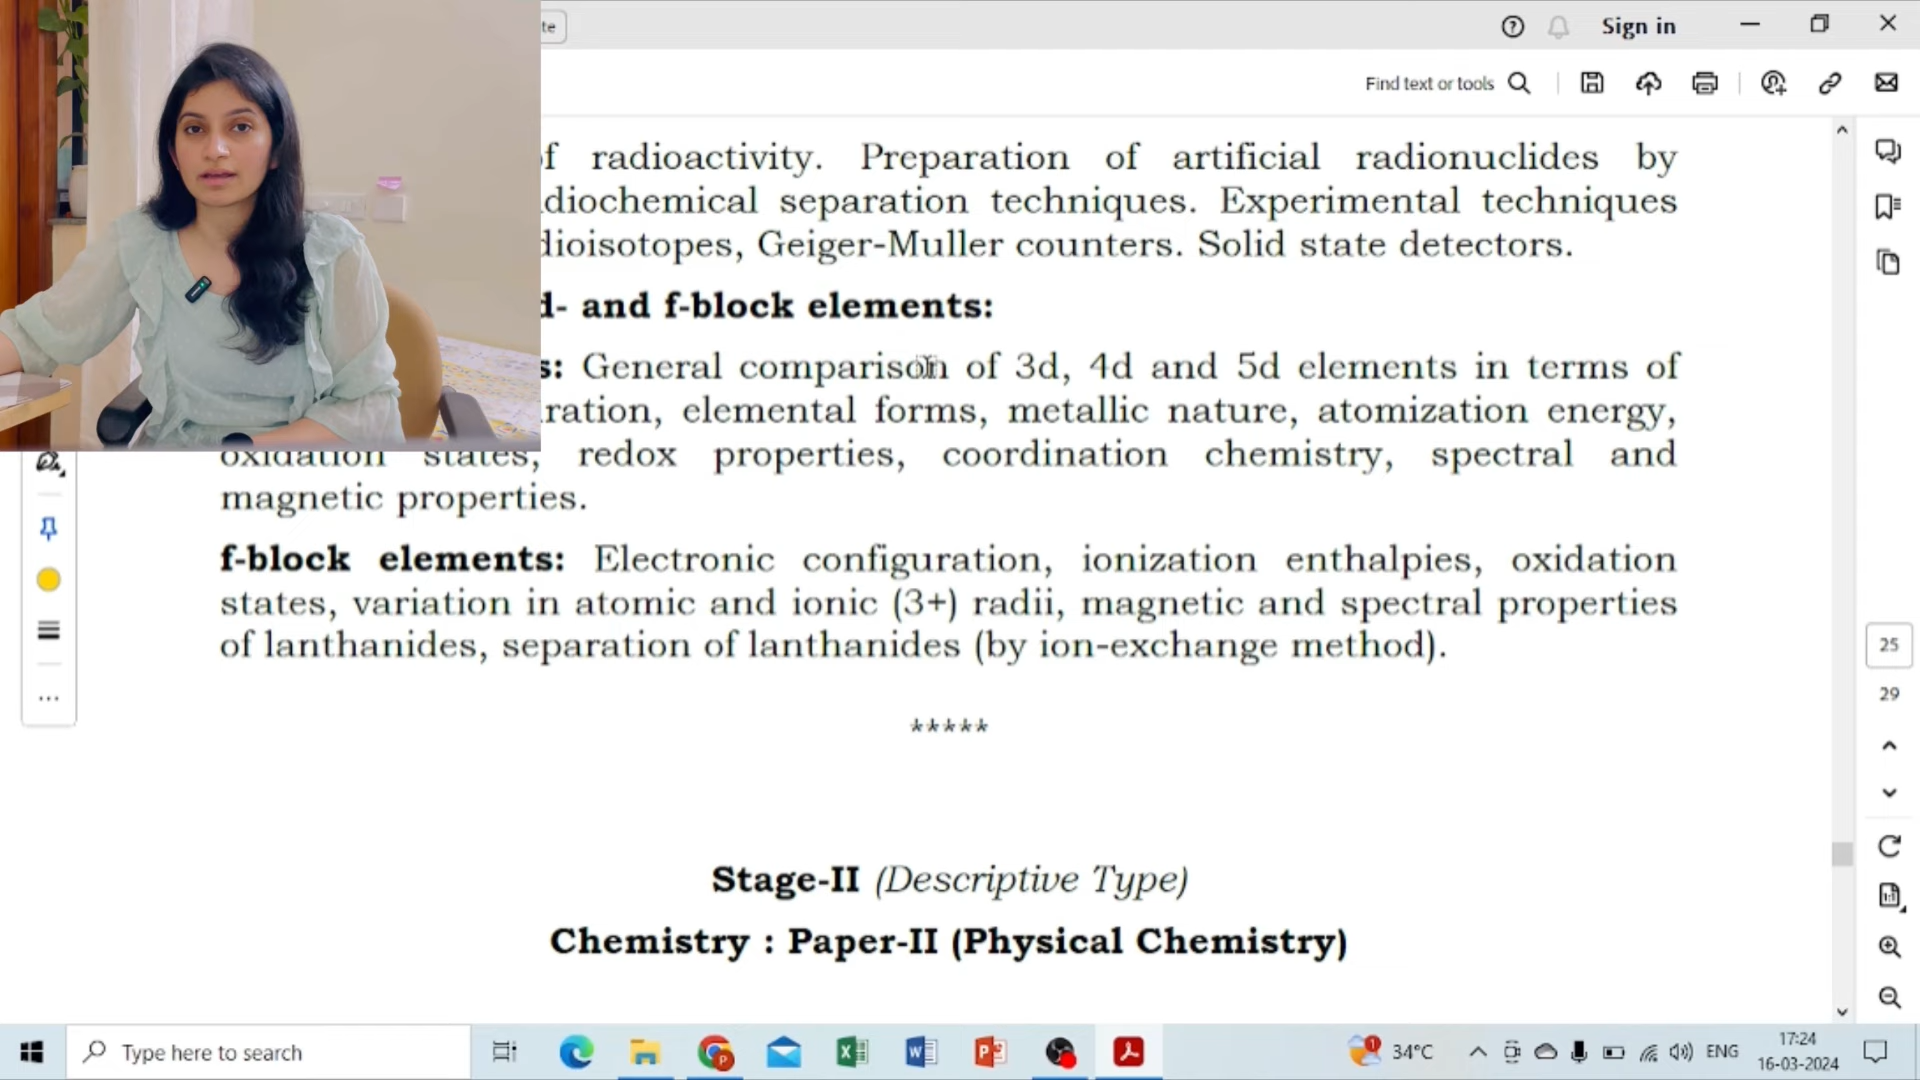 te
Sign in
Find text or tools
f radioactivity. Preparation of artificial radionuclides by
diochemical separation techniques. Experimental techniques
dioisotopes, Geiger-Muller counters. Solid state detectors.
d- and f-block elements:
s: General comparison of 3d, 4d and 5d elements in terms of
ration, elemental forms, metallic nature, atomization energy,
oxidation states, redox properties, coordination chemistry, spectral and
magnetic properties.
f-block elements: Electronic configuration, ionization enthalpies, oxidation
states, variation in atomic and ionic (3+) radii, magnetic and spectral properties
of lanthanides, separation of lanthanides (by ion-exchange method).
*****
Stage-II (Descriptive Type)
Chemistry : Paper-II (Physical Chemistry)
25
29
Type here to search
34°C
ENG
17:24
16-03-2024